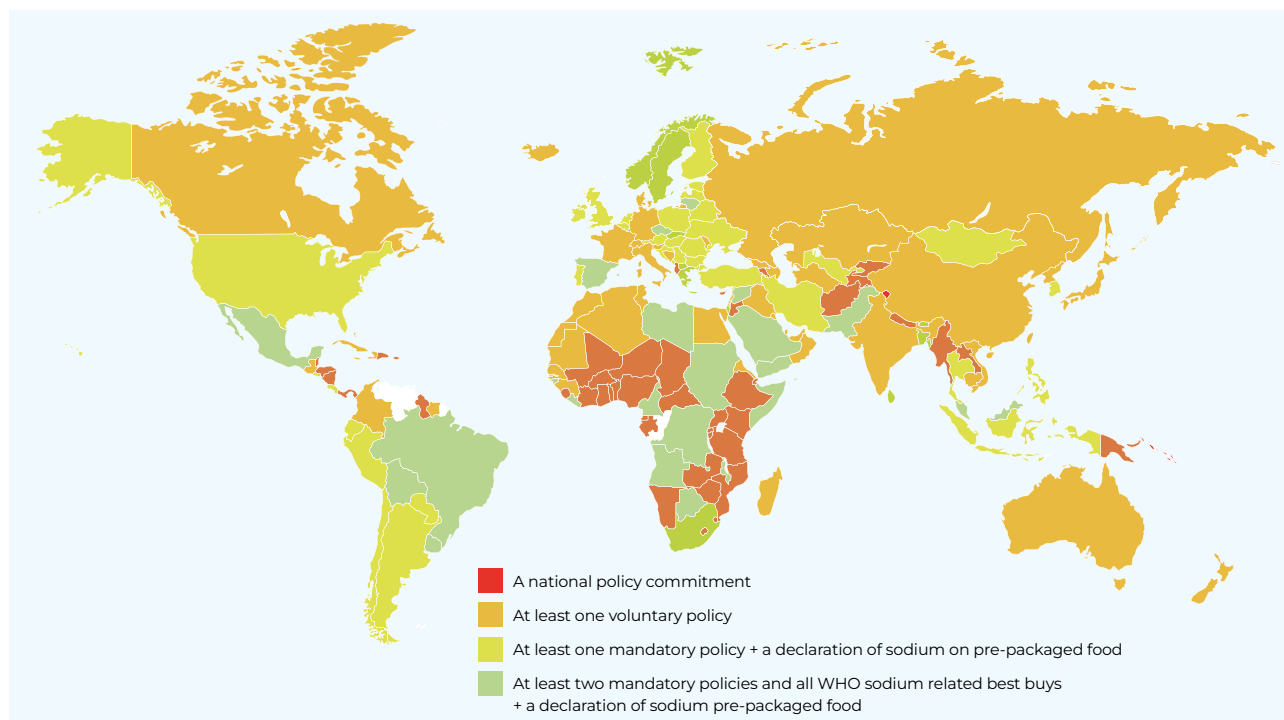 A national policy commitment
At least one voluntary policy
At least one mandatory policy + a declaration of sodium on pre-packaged food
At least two mandatory policies and all WHO sodium related best buys
+ a declaration of sodium pre-packaged food